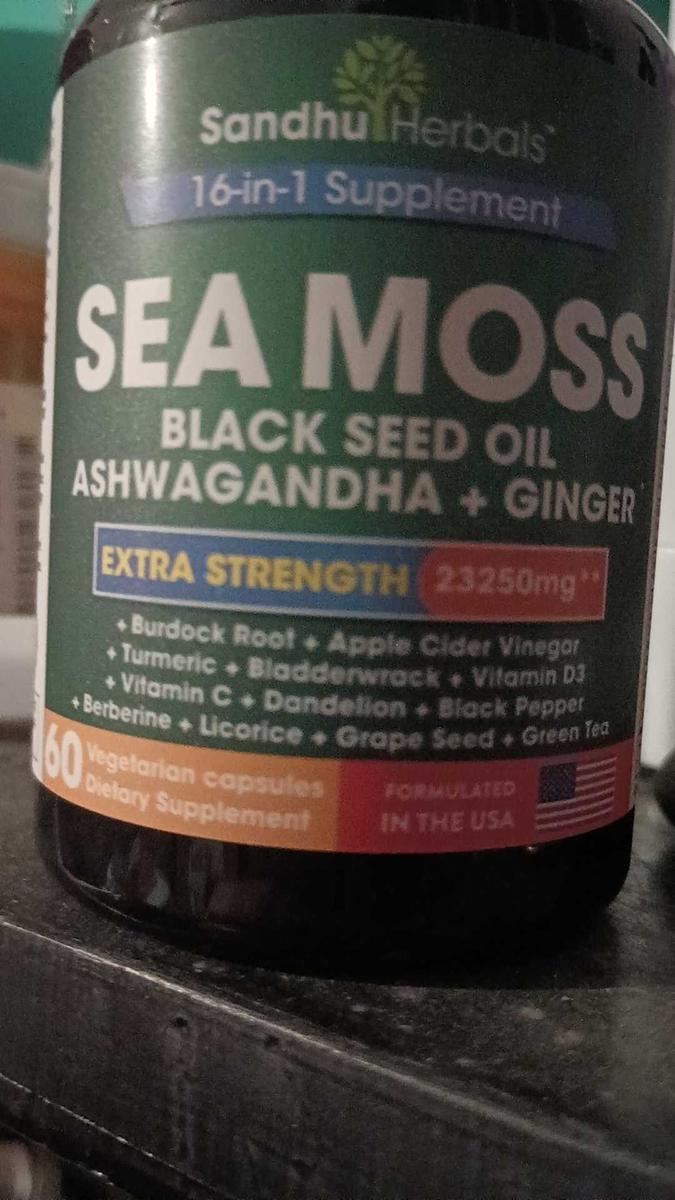 Sandhu Herbals™
16-in-1 Supplement
SEA MOSS
BLACK SEED OIL
ASHWAGANDHA + GINGER
EXTRA STRENGTH 23250mg**
+ Burdock Root + Apple Cider Vinegar
+ Turmeric + Bladderwrack + Vitamin D3
+ Vitamin C + Dandelion + Black Pepper
+ Berberine + Licorice + Grape Seed + Green Tea
60 Vegetarian capsules
Dietary Supplement
FORMULATED
IN THE USA